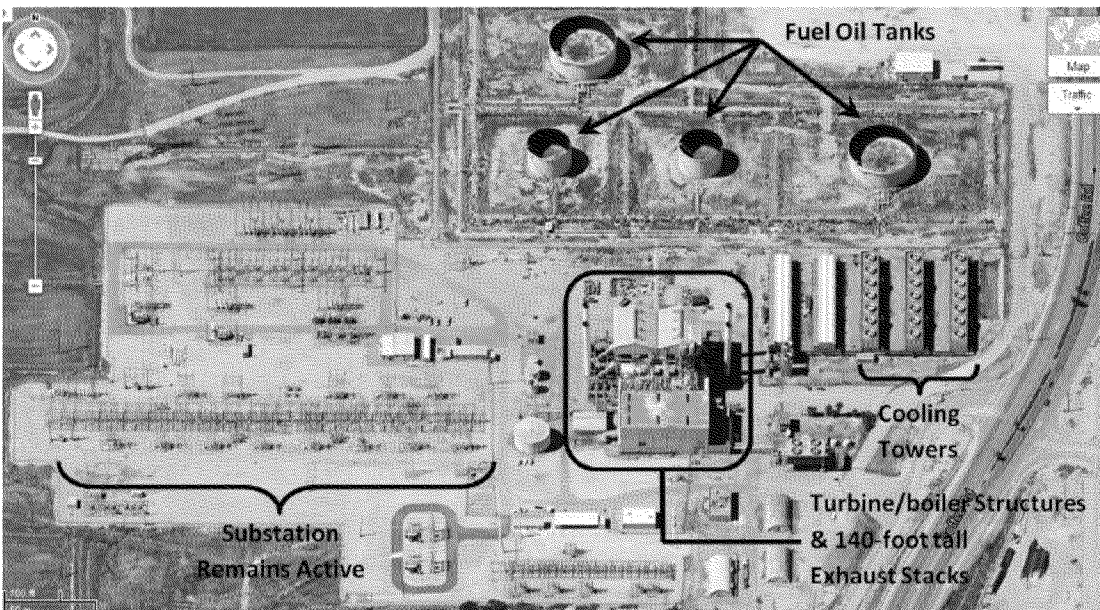 N
Fuel Oil Tanks
Map
Traffic
Cooling
Towers
Substation
Remains Active
Turbine/boiler Structures
& 140-foot tall
Exhaust Stacks